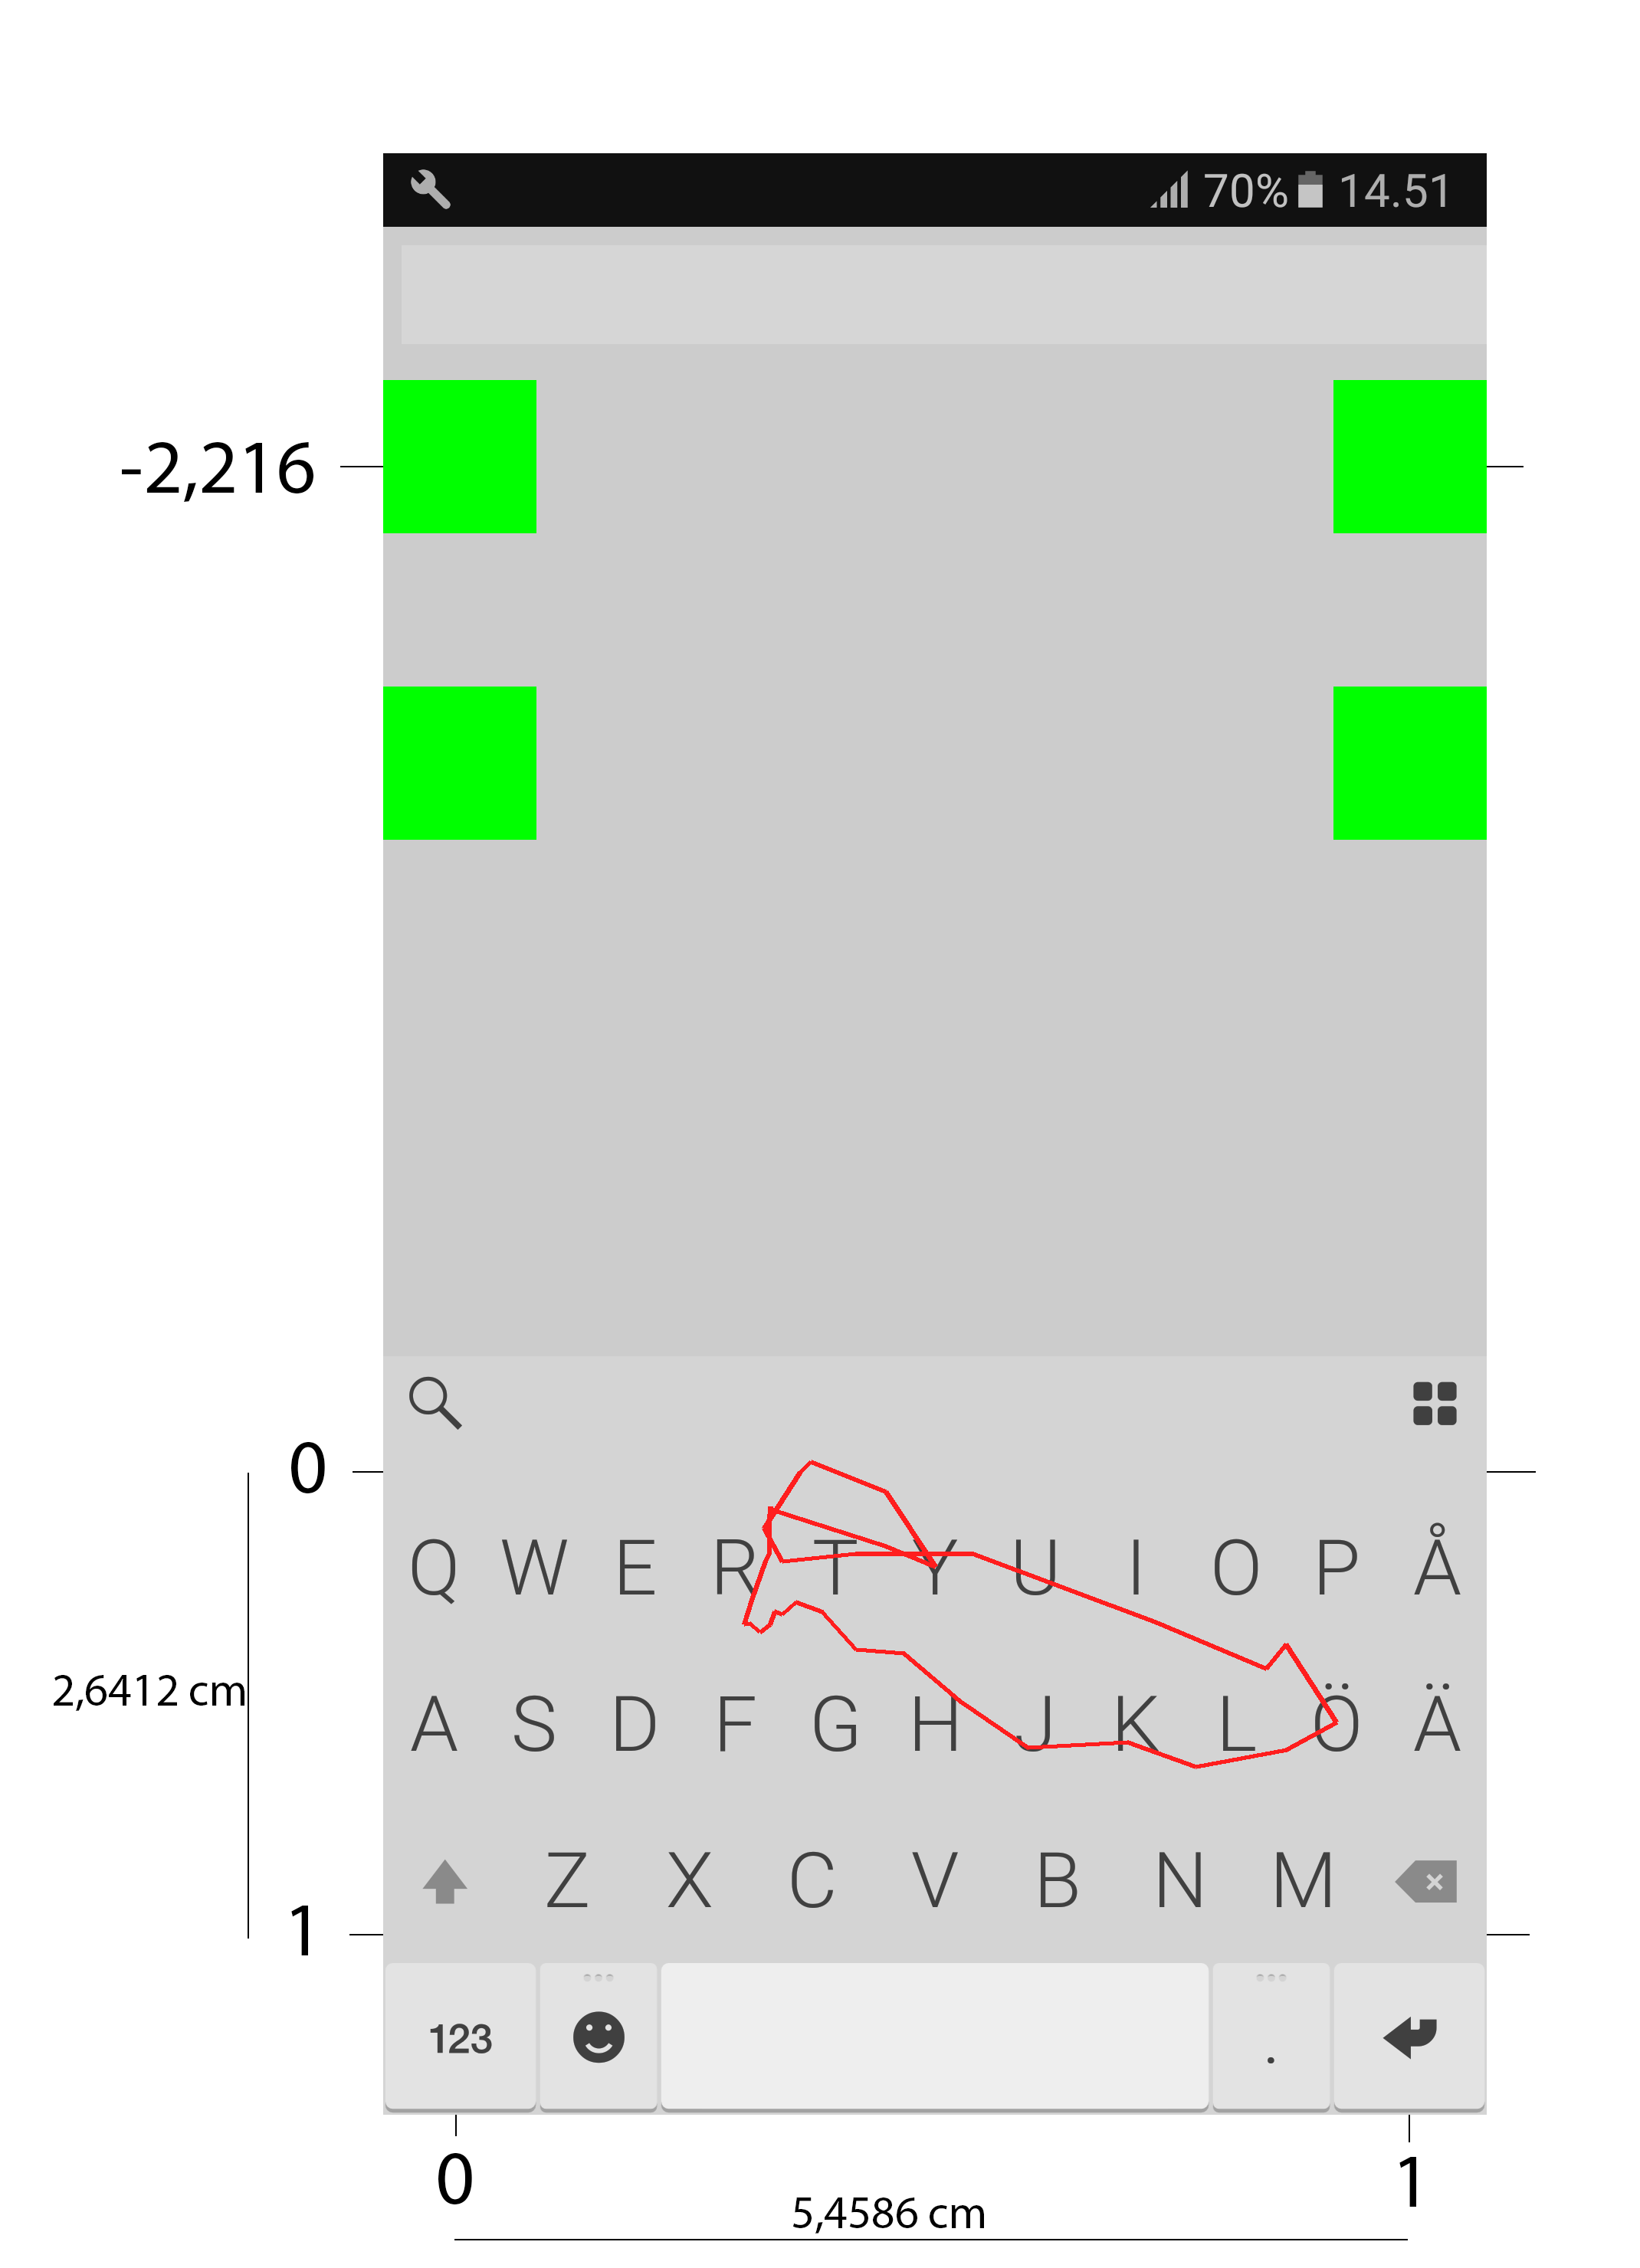 70% 14.51
-2,216
0
Q W E R T Y U I O P Å
2,6412 cm
A S D F G H J K L Ö Ä
Z X C V B N M
1
123 .
0 1
5,4586 cm